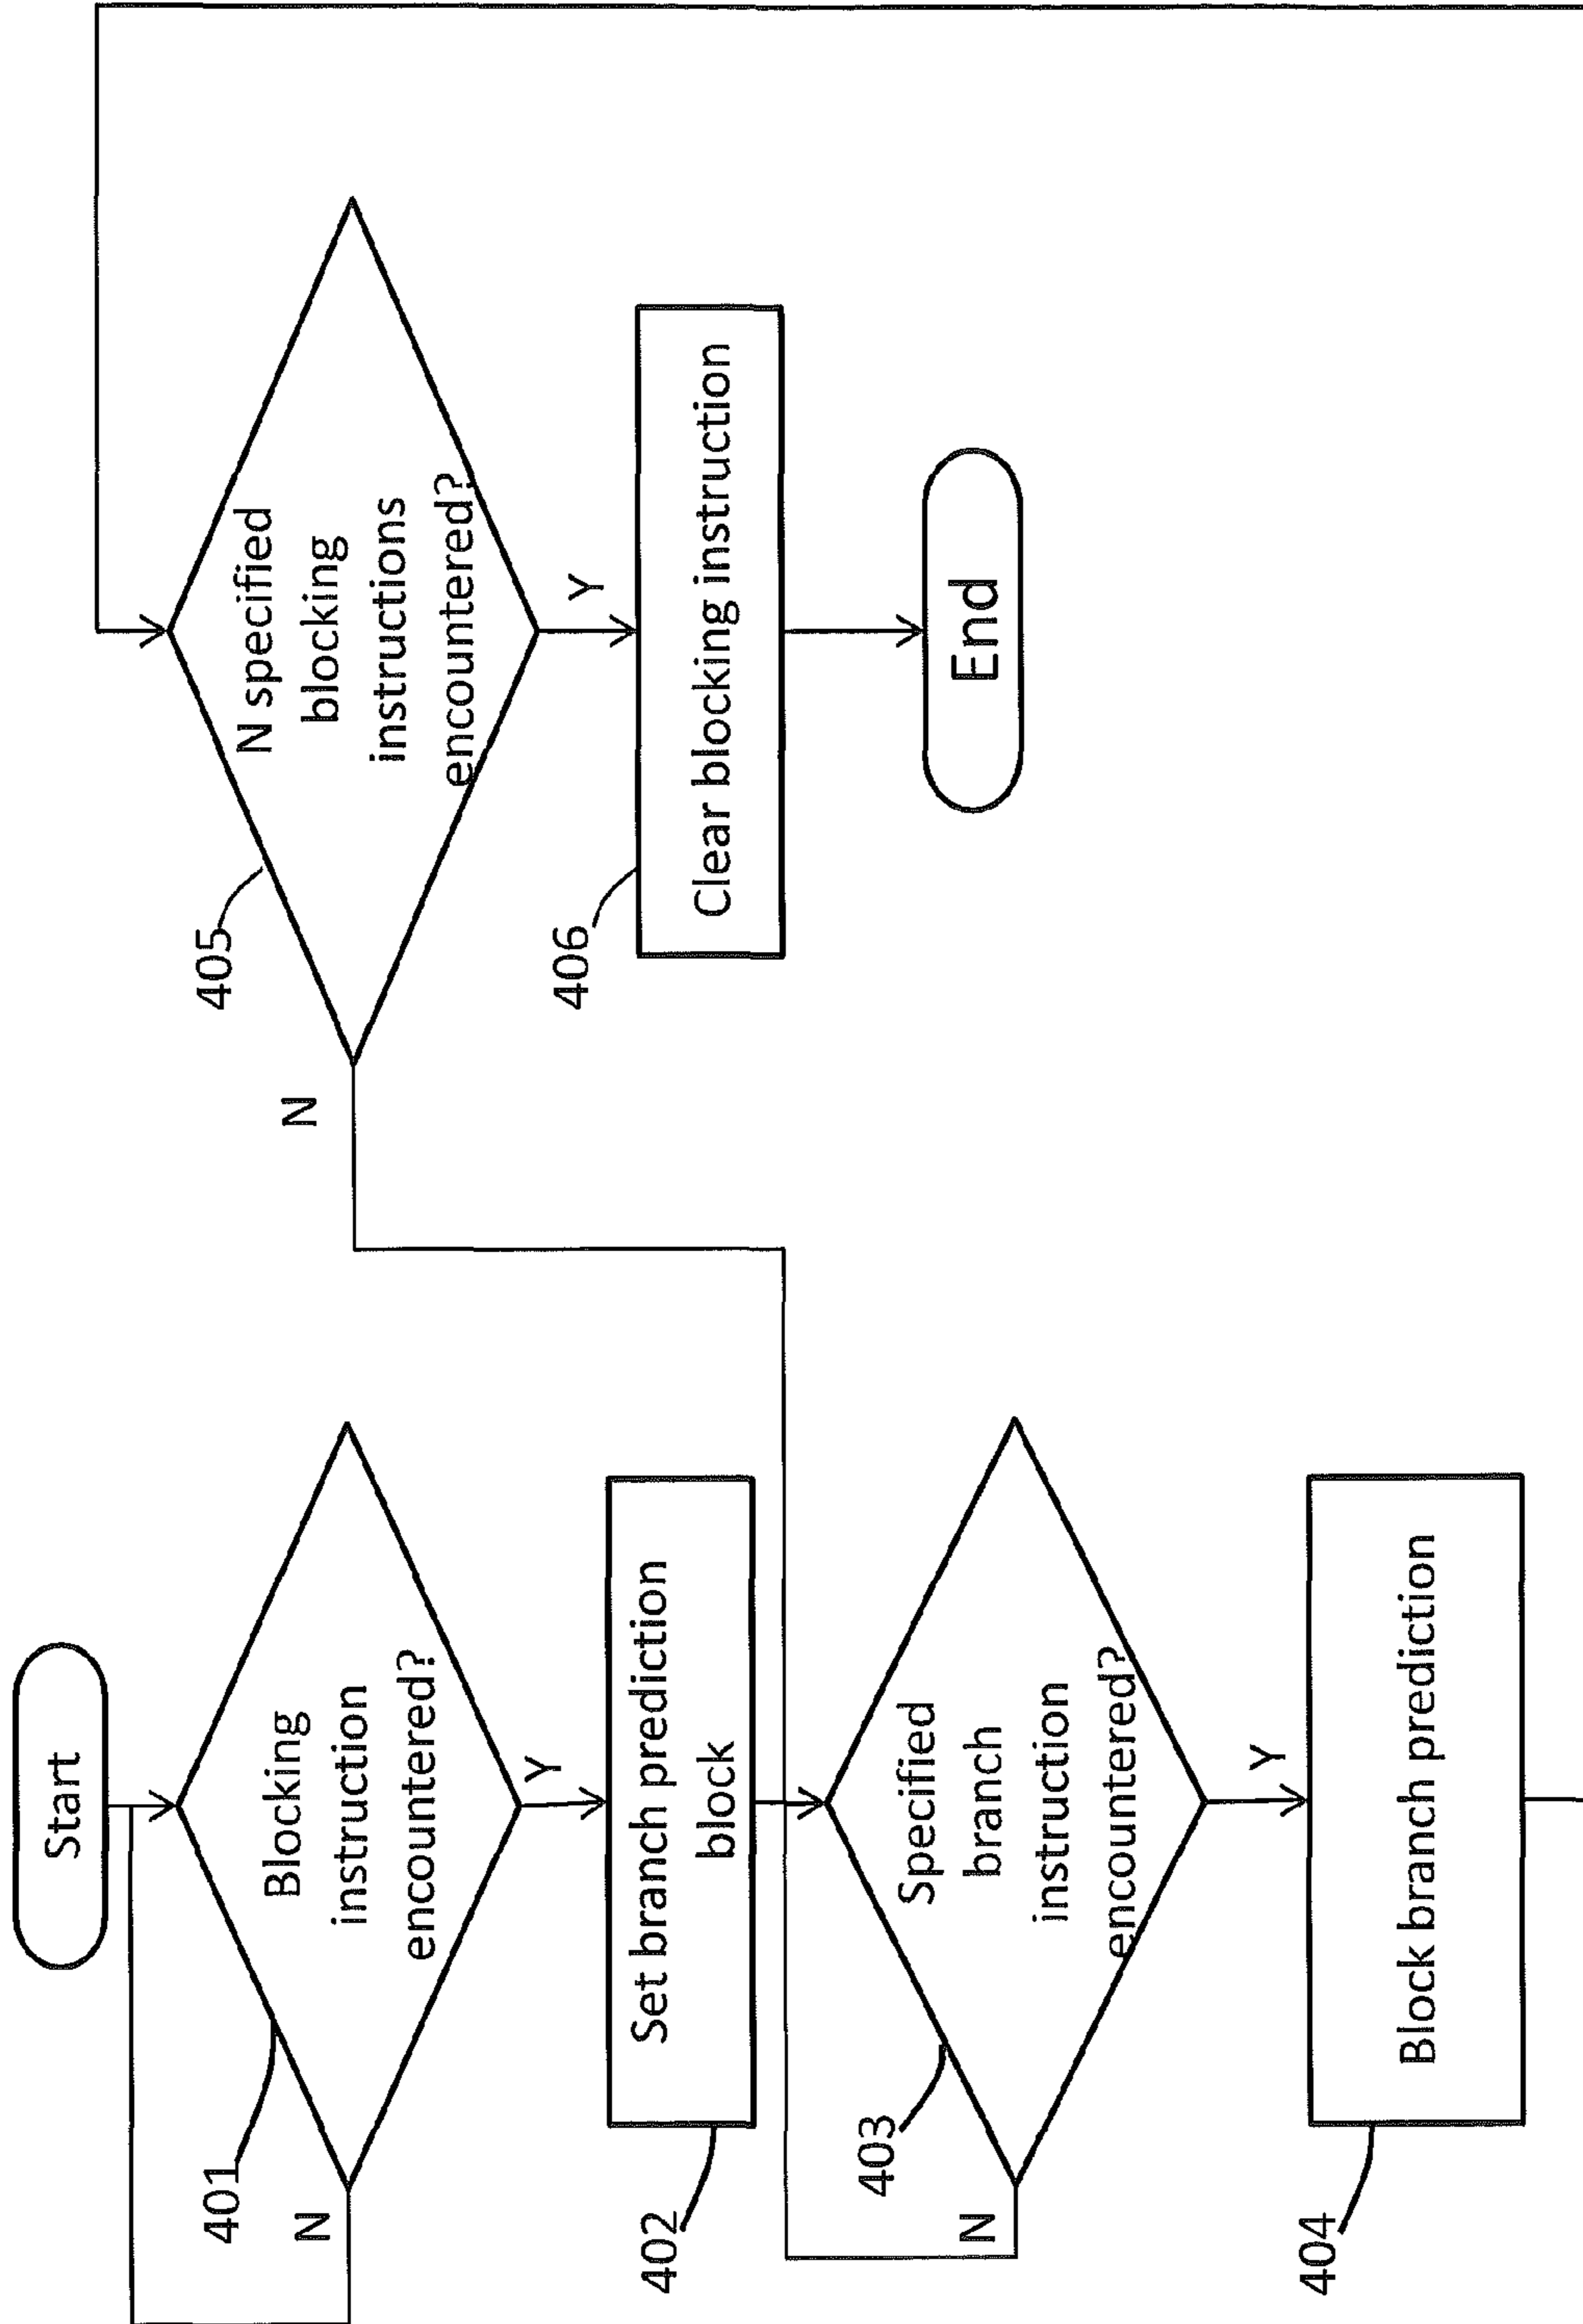 Start
401
Blocking
instruction
encountered?
N
Y
402
Set branch prediction
block
403
Specified
branch
instruction
encountered?
N
Y
404
Block branch prediction
405
N specified
blocking
instructions
encountered?
N
Y
406
Clear blocking instruction
End